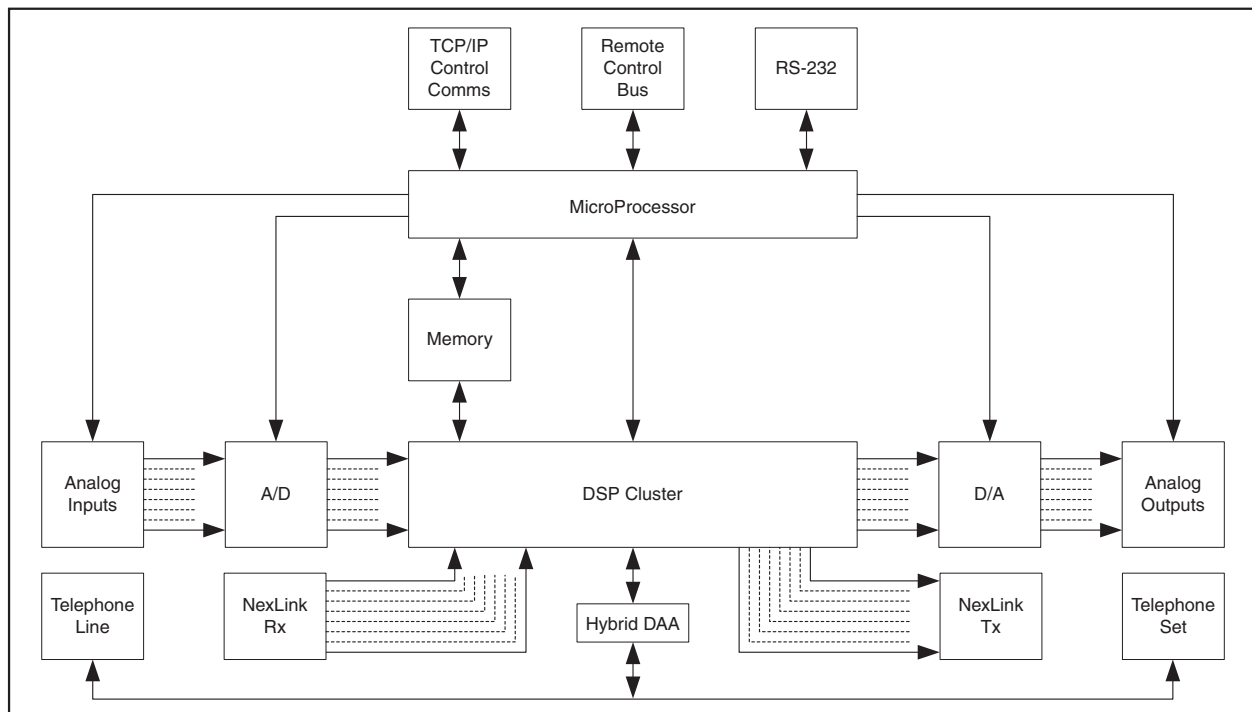 TCP/IP
Control
Comms
Remote
Control
Bus
RS-232
MicroProcessor
Memory
Analog
Inputs
A/D
DSP Cluster
D/A
Analog
Outputs
Telephone
Line
NexLink
Rx
Hybrid DAA
NexLink
Tx
Telephone
Set